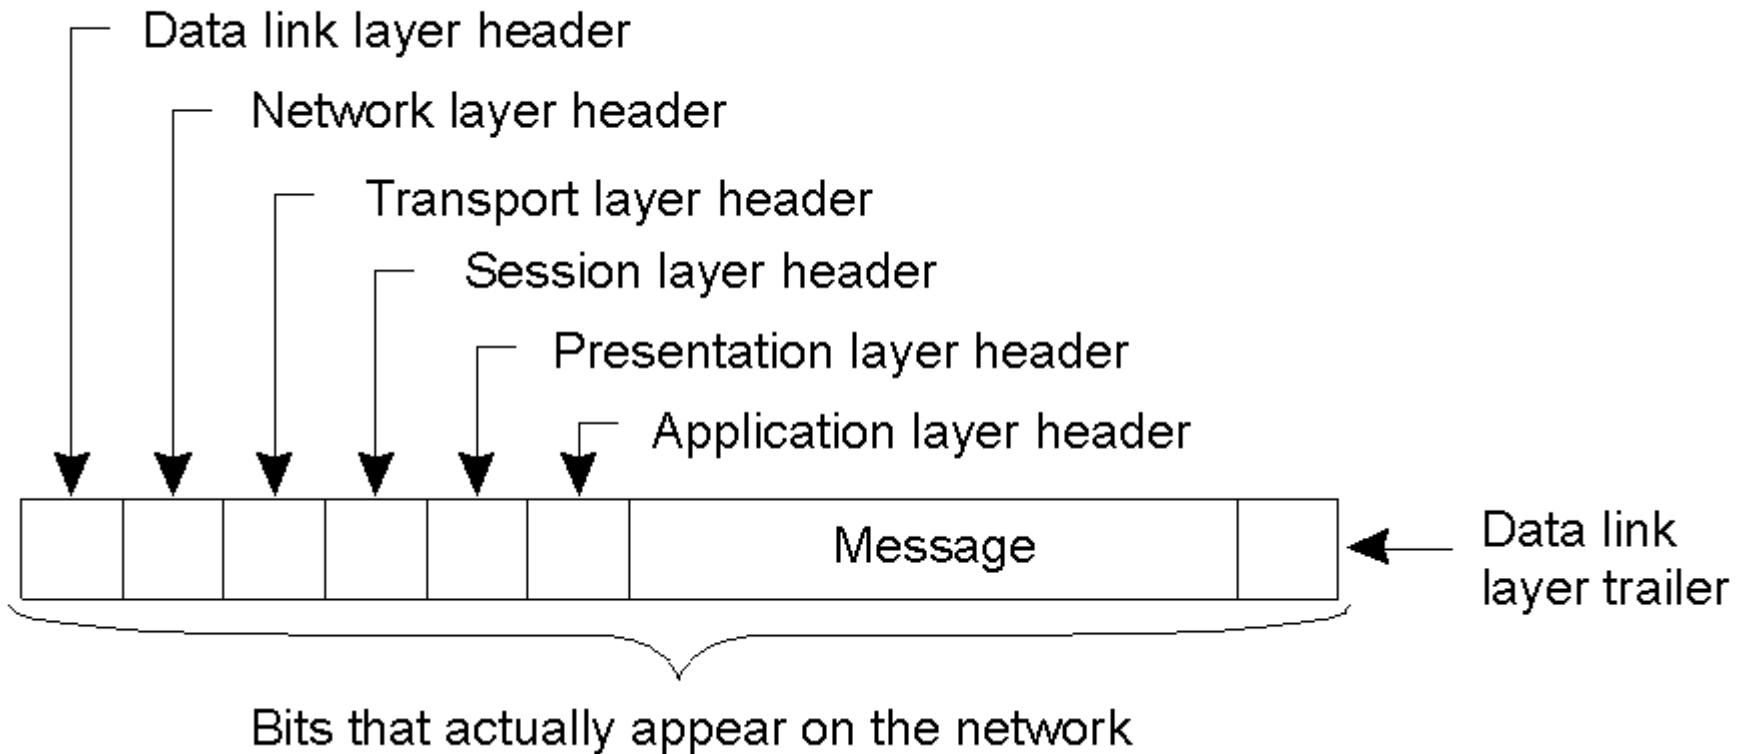 Data link layer header
Network layer header
Transport layer header
Session layer header
Presentation layer header
Application layer header
Message
Data link
layer trailer
Bits that actually appear on the network